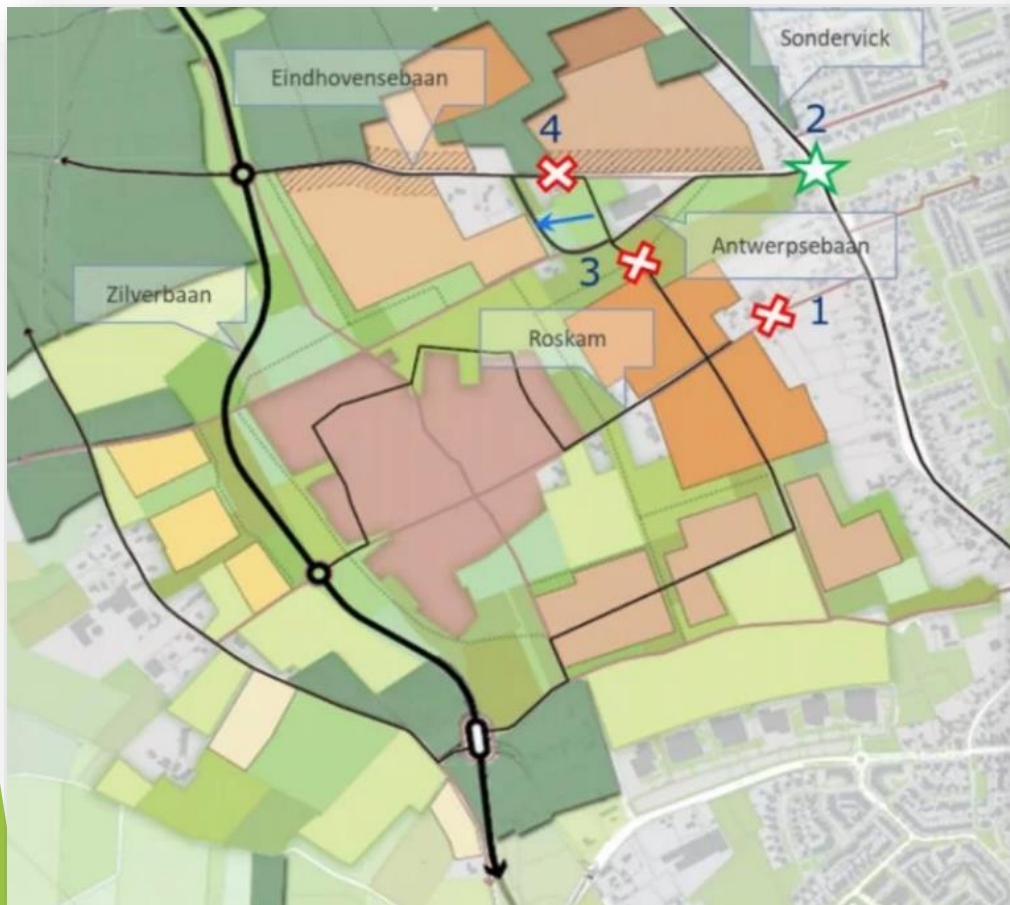 Sondervick
Eindhovensebaan
2
4
Antwerpsebaan
3
Zilverbaan
1
Roskam